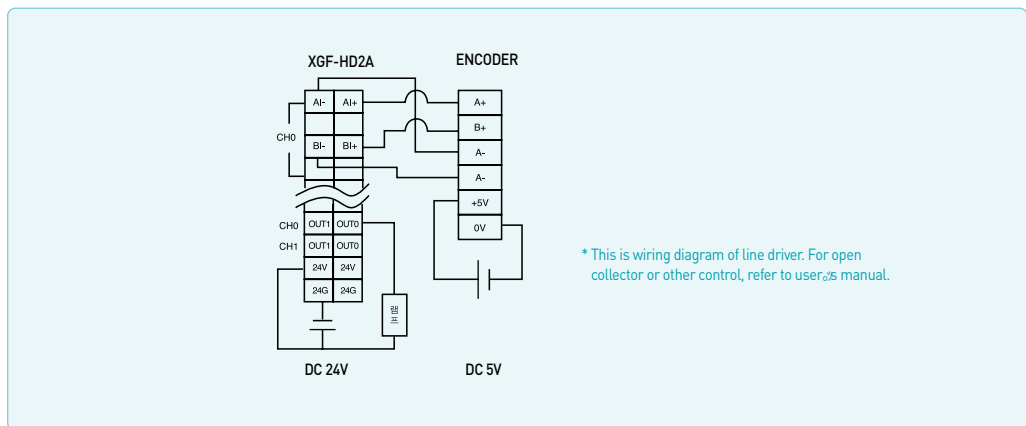 XGF-HD2A
ENCODER
AI- AI+
CH0
BI- BI+
CH0 OUT1 OUT0
CH1 OUT1 OUT0
24V 24V
24G 24G
램
프
DC 24V
A+
B+
A-
A-
+5V
0V
DC 5V
* This is wiring diagram of line driver. For open
collector or other control, refer to user%s manual.